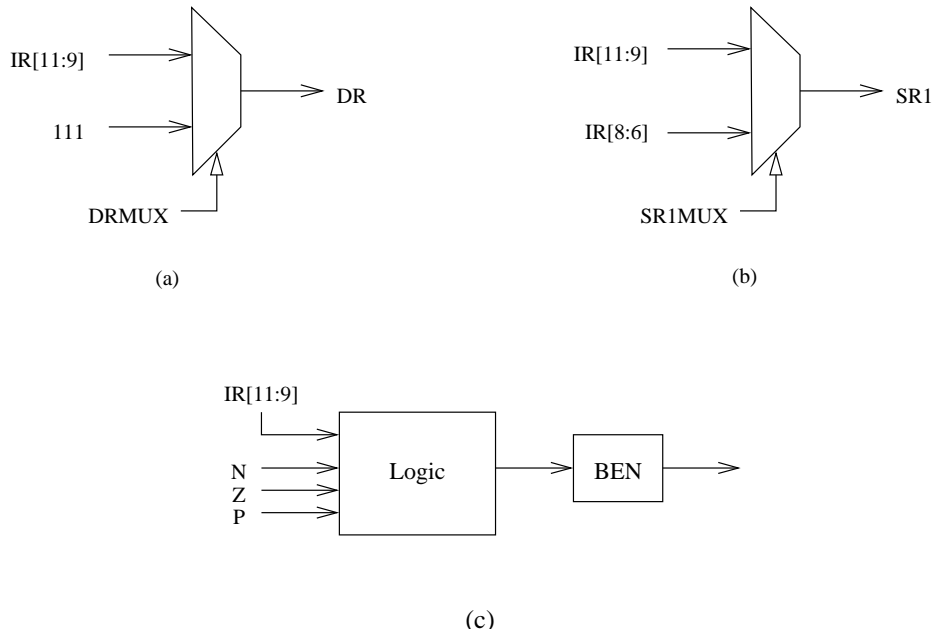 IR[11:9]
111
DR
DRMUX
(a)
IR[11:9]
IR[8:6]
SR1
SR1MUX
(b)
IR[11:9]
N
Z
P
Logic
BEN
(c)